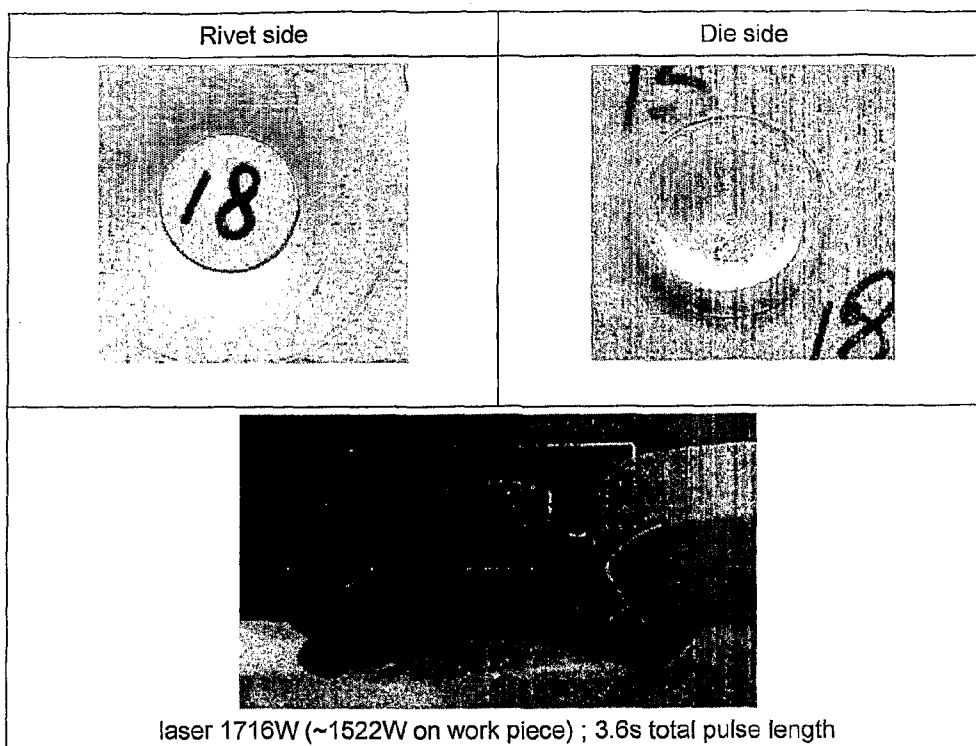 Rivet side
Die side
18
15
18
laser 1716W (~1522W on work piece) ; 3.6s total pulse length